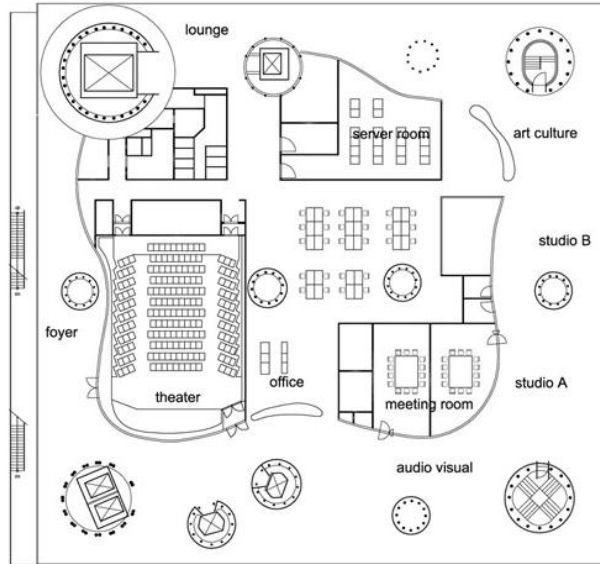 lounge
server room
art culture
studio B
foyer
office
studio A
theater
meeting room
audio visual